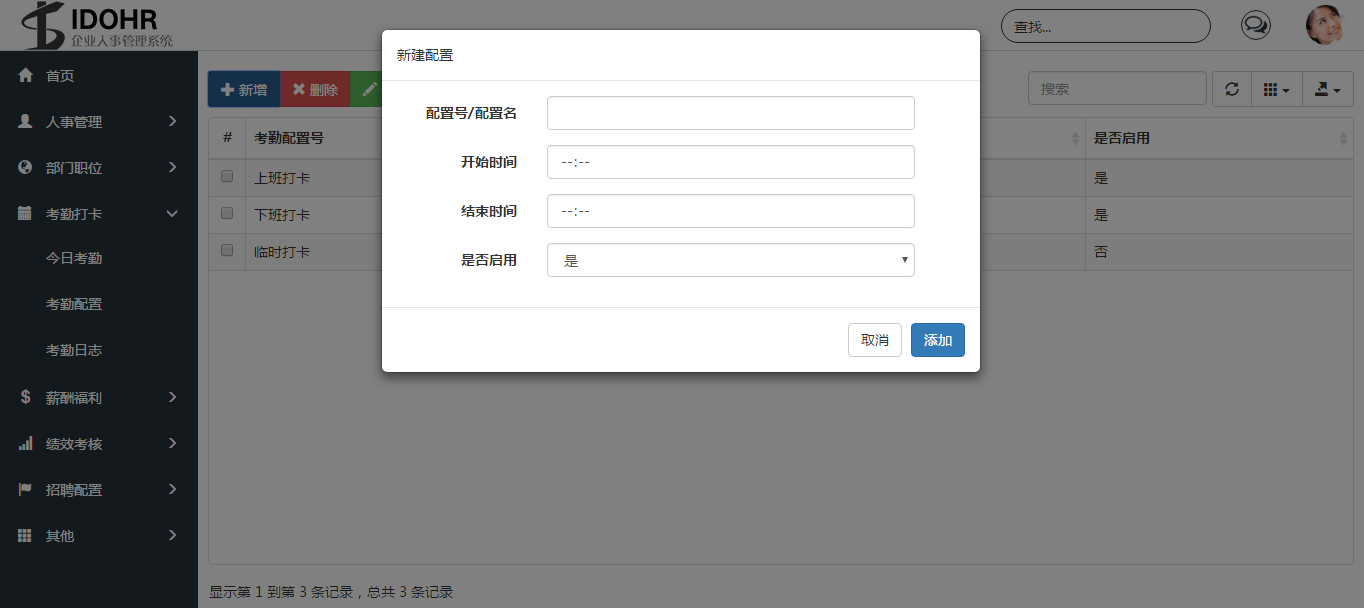 IDOHR
企业人事管理系统
查找...
首页
人事管理
部门职位
考勤打卡
今日考勤
考勤配置
考勤日志
薪酬福利
绩效考核
招聘配置
其他
新增
删除
搜索
# 考勤配置号 是否启用
上班打卡 是
下班打卡 是
临时打卡 否
显示第 1 到第 3 条记录，总共 3 条记录
新建配置
配置号/配置名
开始时间 --:--
结束时间 --:--
是否启用 是
取消 添加